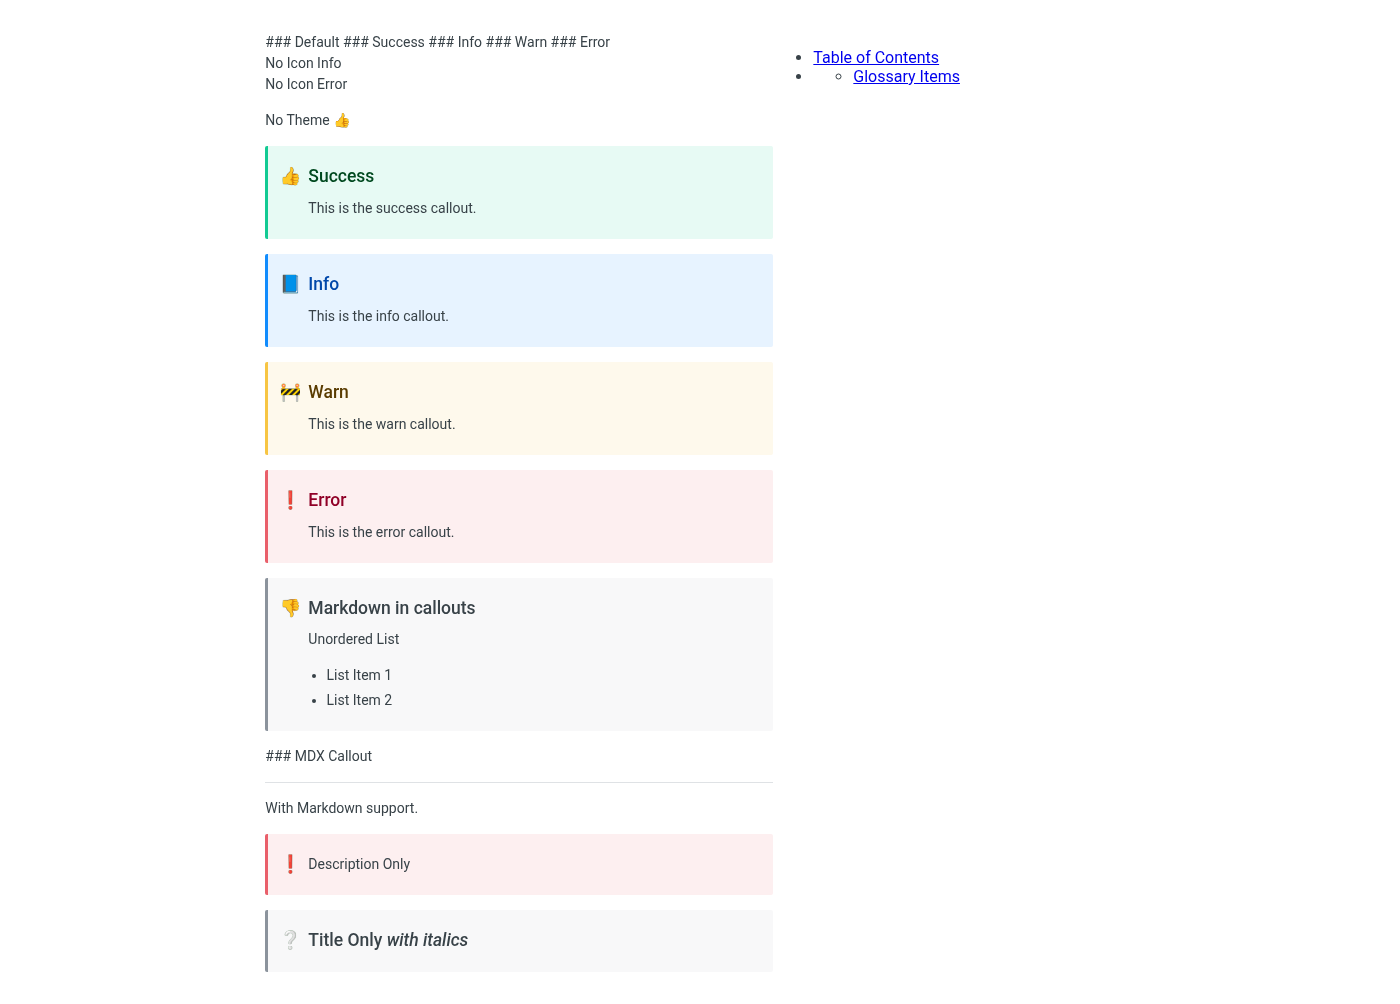 ### Default ### Success ### Info ### Warn ### Error
No Icon Info
No Icon Error
No Theme 👍
👍 Success
This is the success callout.
📘 Info
This is the info callout.
🚧 Warn
This is the warn callout.
❗ Error
This is the error callout.
👎 Markdown in callouts
Unordered List
• List Item 1
• List Item 2
### MDX Callout
With Markdown support.
❗ Description Only
❔ Title Only with italics
• Table of Contents
• ◦ Glossary Items